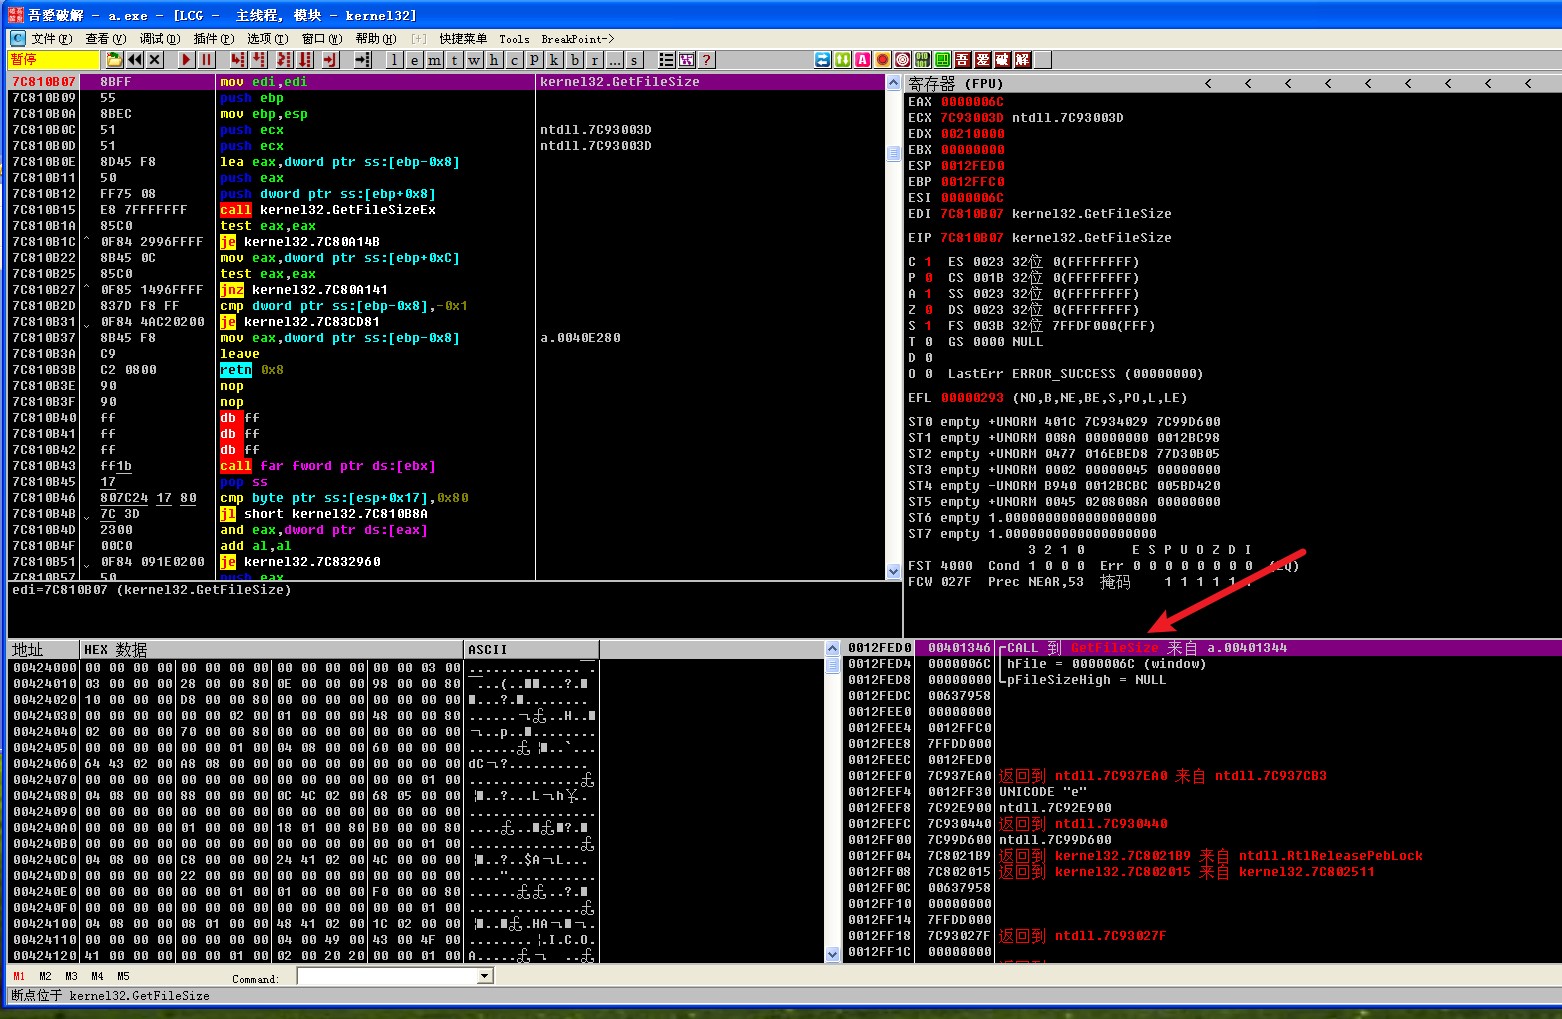 吾愛破解 - a.exe - [LCG -  主线程, 模块 - kernel32]
文件(F) 查看(V) 调试(D) 插件(P) 选项(T) 窗口(W) 帮助(H) [+] 快捷菜单 Tools BreakPoint->
暂停 l e m t w h c p k b r ... s ? A 吾 爱 破 解
7C810B07 8BFF mov edi,edi kernel32.GetFileSize
7C810B09 55 push ebp
7C810B0A 8BEC mov ebp,esp
7C810B0C 51 push ecx ntdll.7C93003D
7C810B0D 51 push ecx ntdll.7C93003D
7C810B0E 8D45 F8 lea eax,dword ptr ss:[ebp-0x8]
7C810B11 50 push eax
7C810B12 FF75 08 push dword ptr ss:[ebp+0x8]
7C810B15 E8 7FFFFFFF call kernel32.GetFileSizeEx
7C810B1A 85C0 test eax,eax
7C810B1C ^ 0F84 2996FFFF je kernel32.7C80A14B
7C810B22 8B45 0C mov eax,dword ptr ss:[ebp+0xC]
7C810B25 85C0 test eax,eax
7C810B27 ^ 0F85 1496FFFF jnz kernel32.7C80A141
7C810B2D 837D F8 FF cmp dword ptr ss:[ebp-0x8],-0x1
7C810B31 0F84 4AC20200 je kernel32.7C83CD81
7C810B37 8B45 F8 mov eax,dword ptr ss:[ebp-0x8] a.0040E280
7C810B3A C9 leave
7C810B3B C2 0800 retn 0x8
7C810B3E 90 nop
7C810B3F 90 nop
7C810B40 ff db ff
7C810B41 ff db ff
7C810B42 ff db ff
7C810B43 ff1b call far fword ptr ds:[ebx]
7C810B45 17 pop ss
7C810B46 807C24 17 80 cmp byte ptr ss:[esp+0x17],0x80
7C810B4B 7C 3D jl short kernel32.7C810B8A
7C810B4D 2300 and eax,dword ptr ds:[eax]
7C810B4F 00C0 add al,al
7C810B51 0F84 091E0200 je kernel32.7C832960
7C810B57 50 push eax
edi=7C810B07 (kernel32.GetFileSize)
寄存器 (FPU) < < < < < < < < <
EAX 0000006C
ECX 7C93003D ntdll.7C93003D
EDX 00210000
EBX 00000000
ESP 0012FED0
EBP 0012FFC0
ESI 0000006C
EDI 7C810B07 kernel32.GetFileSize
EIP 7C810B07 kernel32.GetFileSize
C 1 ES 0023 32位 0(FFFFFFFF)
P 0 CS 001B 32位 0(FFFFFFFF)
A 1 SS 0023 32位 0(FFFFFFFF)
Z 0 DS 0023 32位 0(FFFFFFFF)
S 1 FS 003B 32位 7FFDF000(FFF)
T 0 GS 0000 NULL
D 0
O 0 LastErr ERROR_SUCCESS (00000000)
EFL 00000293 (NO,B,NE,BE,S,PO,L,LE)
ST0 empty +UNORM 401C 7C934029 7C99D600
ST1 empty +UNORM 008A 00000000 0012BC98
ST2 empty +UNORM 0477 016EBED8 77D30B05
ST3 empty +UNORM 0002 00000045 00000000
ST4 empty -UNORM B940 0012BCBC 005BD420
ST5 empty +UNORM 0045 0208008A 00000000
ST6 empty 1.0000000000000000000
ST7 empty 1.0000000000000000000
3 2 1 0 E S P U O Z D I
FST 4000 Cond 1 0 0 0 Err 0 0 0 0 0 0 0 0 (EQ)
FCW 027F Prec NEAR,53 掩码 1 1 1 1 1 1
地址 HEX 数据 ASCII
00424000 00 00 00 00 00 00 00 00 00 00 00 00 00 00 03 00
00424010 03 00 00 00 28 00 00 80 0E 00 00 00 98 00 00 80
00424020 10 00 00 00 D8 00 00 80 00 00 00 00 00 00 00 00
00424030 00 00 00 00 00 00 02 00 01 00 00 00 48 00 00 80
00424040 02 00 00 00 70 00 00 80 00 00 00 00 00 00 00 00
00424050 00 00 00 00 00 00 01 00 04 08 00 00 60 00 00 00
00424060 64 43 02 00 A8 08 00 00 00 00 00 00 00 00 00 00
00424070 00 00 00 00 00 00 00 00 00 00 00 00 00 00 01 00
00424080 04 08 00 00 88 00 00 00 0C 4C 02 00 68 05 00 00
00424090 00 00 00 00 00 00 00 00 00 00 00 00 00 00 00 00
004240A0 00 00 00 00 01 00 00 00 18 01 00 80 B0 00 00 80
004240B0 00 00 00 00 00 00 00 00 00 00 00 00 00 00 01 00
004240C0 04 08 00 00 C8 00 00 00 24 41 02 00 4C 00 00 00
004240D0 00 00 00 00 22 00 00 00 00 00 00 00 00 00 00 00
004240E0 00 00 00 00 00 00 01 00 01 00 00 00 F0 00 00 80
004240F0 00 00 00 00 00 00 00 00 00 00 00 00 00 00 01 00
00424100 04 08 00 00 08 01 00 00 48 41 02 00 1C 02 00 00
00424110 00 00 00 00 00 00 00 00 04 00 49 00 43 00 4F 00
00424120 41 00 00 00 00 00 01 00 02 00 20 20 00 00 01 00
0012FED0 00401346 CALL 到 GetFileSize 来自 a.00401344
0012FED4 0000006C hFile = 0000006C (window)
0012FED8 00000000 pFileSizeHigh = NULL
0012FEDC 00637958
0012FEE0 00000000
0012FEE4 0012FFC0
0012FEE8 7FFDD000
0012FEEC 0012FED0
0012FEF0 7C937EA0 返回到 ntdll.7C937EA0 来自 ntdll.7C937CB3
0012FEF4 0012FF30 UNICODE "e"
0012FEF8 7C92E900 ntdll.7C92E900
0012FEFC 7C930440 返回到 ntdll.7C930440
0012FF00 7C99D600 ntdll.7C99D600
0012FF04 7C8021B9 返回到 kernel32.7C8021B9 来自 ntdll.RtlReleasePebLock
0012FF08 7C802015 返回到 kernel32.7C802015 来自 kernel32.7C802511
0012FF0C 00637958
0012FF10 00000000
0012FF14 7FFDD000
0012FF18 7C93027F 返回到 ntdll.7C93027F
0012FF1C 00000000
M1 M2 M3 M4 M5 Command:
断点位于 kernel32.GetFileSize